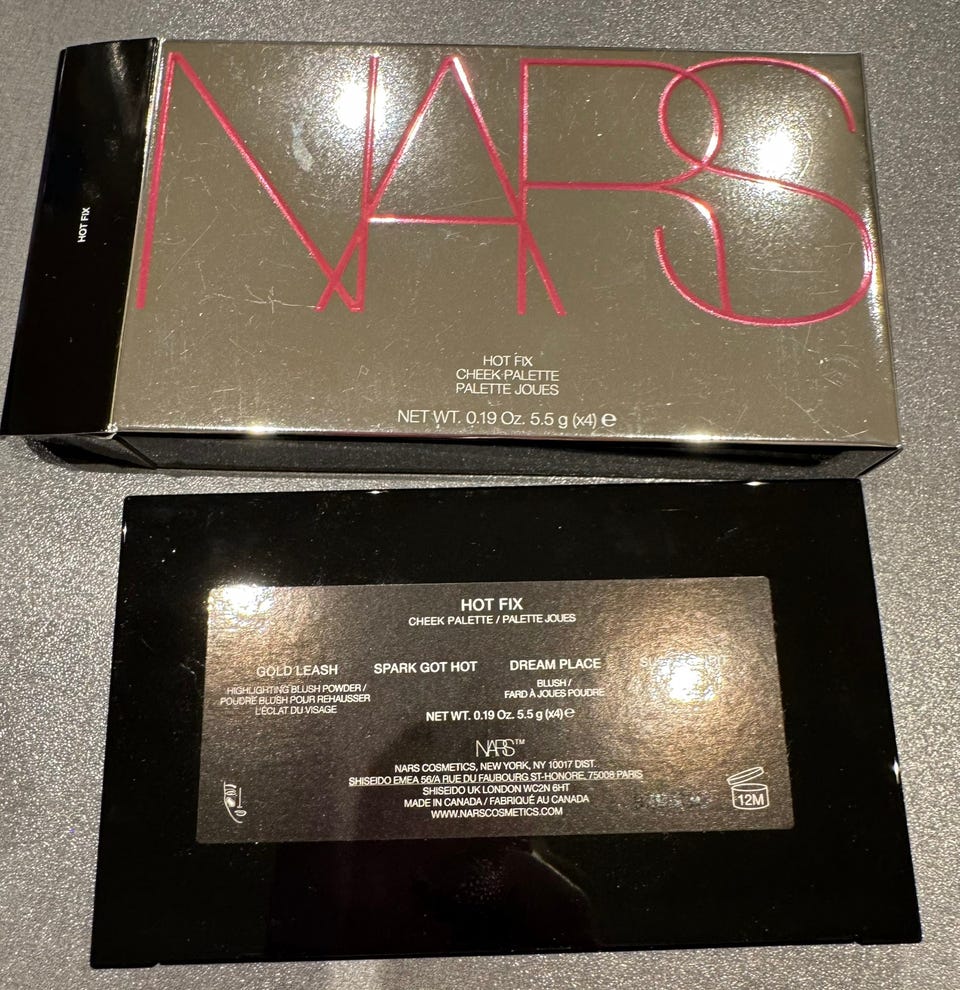 NARS
HOT FIX
HOT FIX
CHEEK PALETTE
PALETTE JOUES
NET WT. 0.19 Oz. 5.5 g (x4) e
HOT FIX
CHEEK PALETTE / PALETTE JOUES
GOLD LEASH SPARK GOT HOT DREAM PLACE
HIGHLIGHTING BLUSH POWDER /
POUDRE BLUSH POUR REHAUSSER
L'ÉCLAT DU VISAGE
BLUSH /
FARD À JOUES POUDRE
NET WT. 0.19 Oz. 5.5 g (x4) e
NARS™
NARS COSMETICS, NEW YORK, NY 10017 DIST.
SHISEIDO EMEA 56/A RUE DU FAUBOURG ST-HONORE, 75008 PARIS
SHISEIDO UK LONDON WC2N 6HT
MADE IN CANADA / FABRIQUÉ AU CANADA
WWW.NARSCOSMETICS.COM
12M